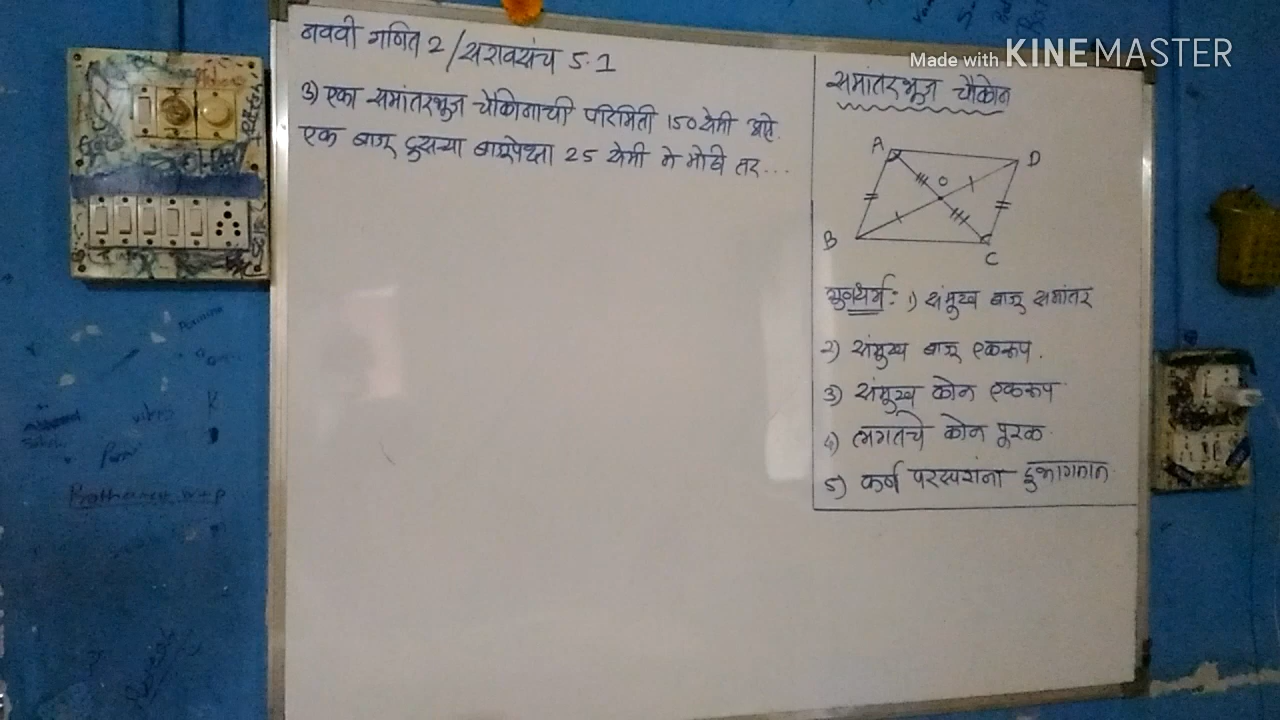 नववी गणित 2 / सरावसंच 5.1
3) एका समांतरभुज चौकोनाची परिमिती 150 सेमी आहे.
एक बाजू दुसऱ्या बाजूपेक्षा 25 सेमी ने मोठी तर...
Made with KINEMASTER
समांतरभुज चौकोन
A
D
O
B
C
गुणधर्म : 1) संमुख बाजू समांतर
2) संमुख बाजू एकरूप.
3) संमुख कोन एकरूप
4) लगतचे कोन पूरक
5) कर्ण परस्परांना दुभागतात